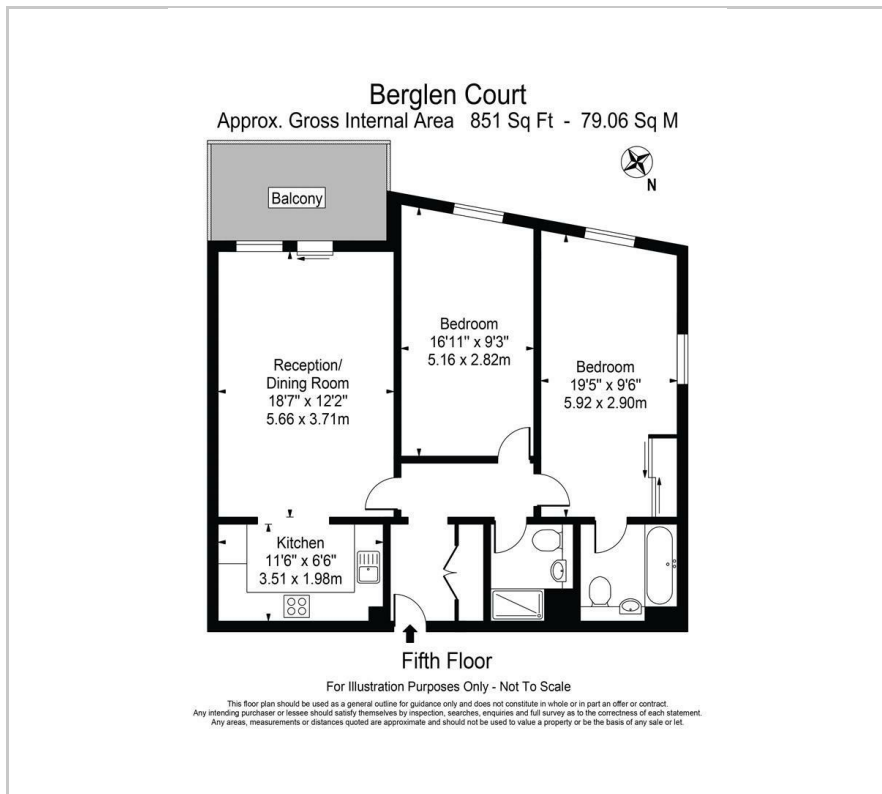 Berglen Court
Approx. Gross Internal Area 851 Sq Ft - 79.06 Sq M
N
Balcony
Bedroom
16'11" x 9'3"
5.16 x 2.82m
Reception/
Dining Room
18'7" x 12'2"
5.66 x 3.71m
Bedroom
19'5" x 9'6"
5.92 x 2.90m
Kitchen
11'6" x 6'6"
3.51 x 1.98m
Fifth Floor
For Illustration Purposes Only - Not To Scale
This floor plan should be used as a general outline for guidance only and does not constitute in whole or in part an offer or contract.
Any intending purchaser or lessee should satisfy themselves by inspection, searches, enquiries and full survey as to the correctness of each statement.
Any areas, measurements or distances quoted are approximate and should not be used to value a property or be the basis of any sale or let.